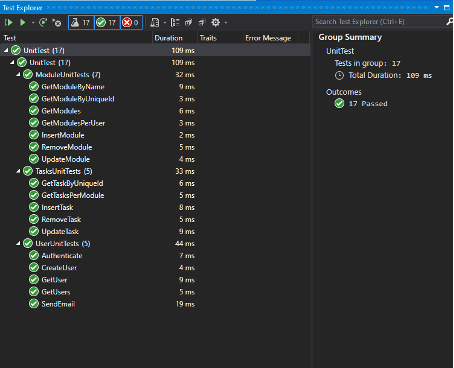 Test Explorer
17 17 0
Search Test Explorer (Ctrl+E)
Test Duration Traits Error Message
UnitTest (17) 109 ms
UnitTest (17) 109 ms
ModuleUnitTests (7) 32 ms
GetModuleByName 9 ms
GetModuleByUniqueId 3 ms
GetModules 6 ms
GetModulesPerUser 3 ms
InsertModule 2 ms
RemoveModule 5 ms
UpdateModule 4 ms
TasksUnitTests (5) 33 ms
GetTaskByUniqueId 6 ms
GetTasksPerModule 5 ms
InsertTask 8 ms
RemoveTask 5 ms
UpdateTask 9 ms
UserUnitTests (5) 44 ms
Authenticate 7 ms
CreateUser 4 ms
GetUser 9 ms
GetUsers 5 ms
SendEmail 19 ms
Group Summary
UnitTest
Tests in group: 17
Total Duration: 109 ms
Outcomes
17 Passed